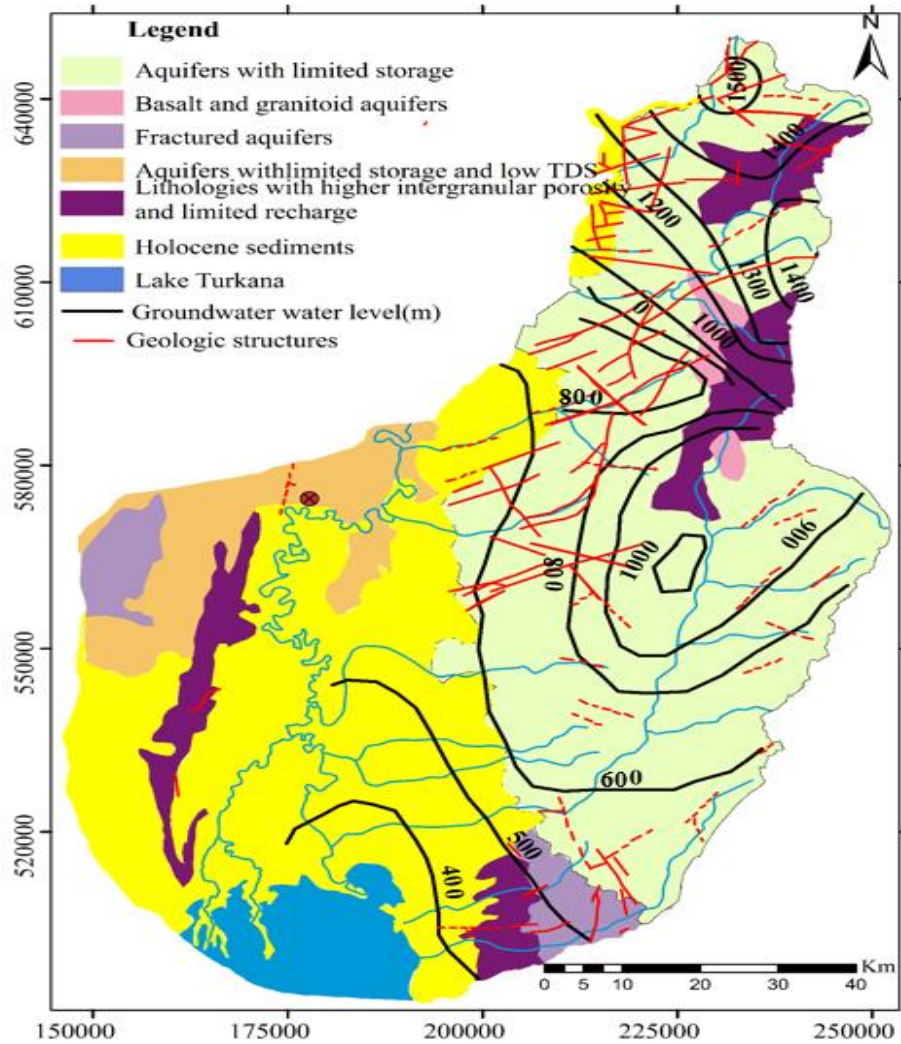 Legend
N
Aquifers with limited storage
Basalt and granitoid aquifers
Fractured aquifers
Aquifers withlimited storage and low TDS
Lithologies with higher intergranular porosity
and limited recharge
Holocene sediments
Lake Turkana
Groundwater water level(m)
Geologic structures
640000
610000
580000
550000
520000
1500
1400
1200
1300
1400
1000
0
800
900
1000
800
600
500
400
Km
0 5 10 20 30 40
150000 175000 200000 225000 250000